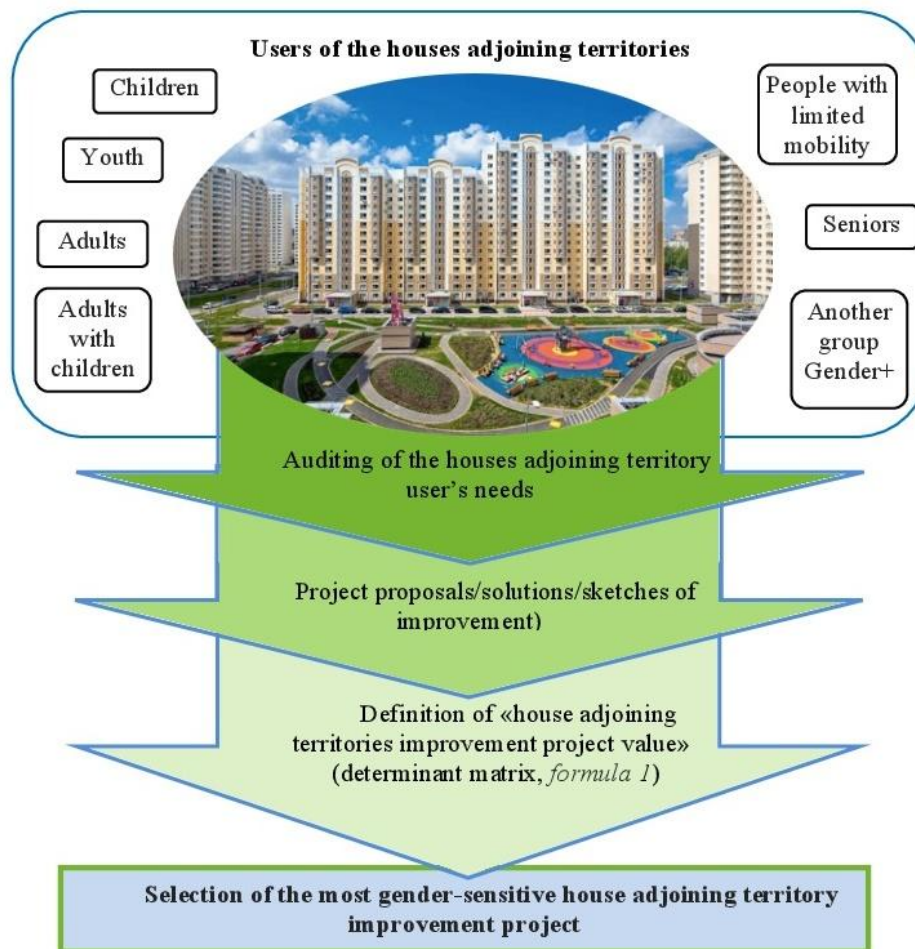 Users of the houses adjoining territories
Children
Youth
Adults
Adults
with
children
People with
limited
mobility
Seniors
Another
group
Gender+
Auditing of the houses adjoining territory
user's needs
Project proposals/solutions/sketches of
improvement)
Definition of «house adjoining
territories improvement project value»
(determinant matrix, formula 1)
Selection of the most gender-sensitive house adjoining territory
improvement project